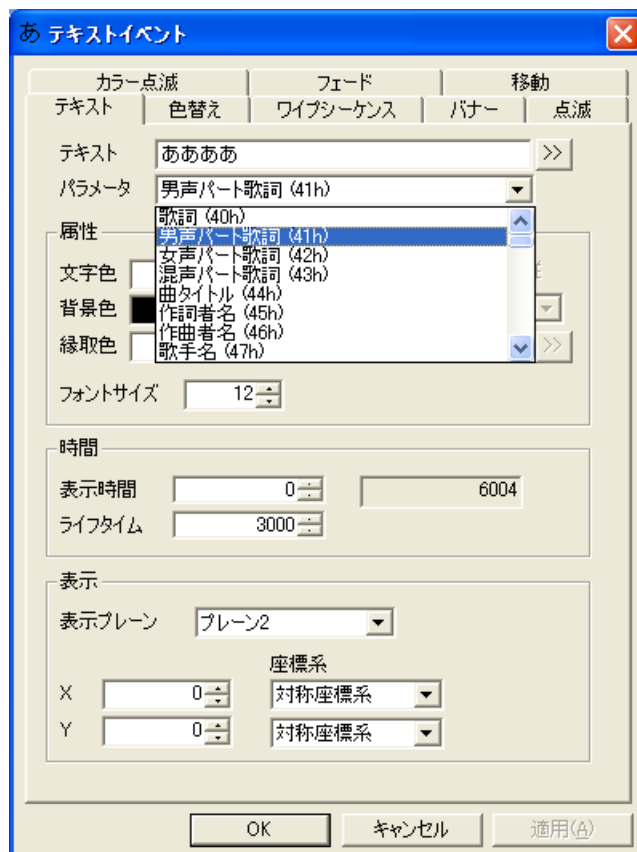 あ テキストイベント
カラー点滅 フェード 移動
テキスト 色替え ワイプシーケンス バナー 点滅
テキスト ああああ >>
パラメータ 男声パート歌詞 (41h)
歌詞 (40h)
男声パート歌詞 (41h)
女声パート歌詞 (42h)
混声パート歌詞 (43h)
曲タイトル (44h)
作詞者名 (45h)
作曲者名 (46h)
歌手名 (47h)
属性
文字色
背景色
縁取色 >>
フォントサイズ 12
時間
表示時間 0 6004
ライフタイム 3000
表示
表示プレーン プレーン2
座標系
X 0 対称座標系
Y 0 対称座標系
OK キャンセル 適用(A)